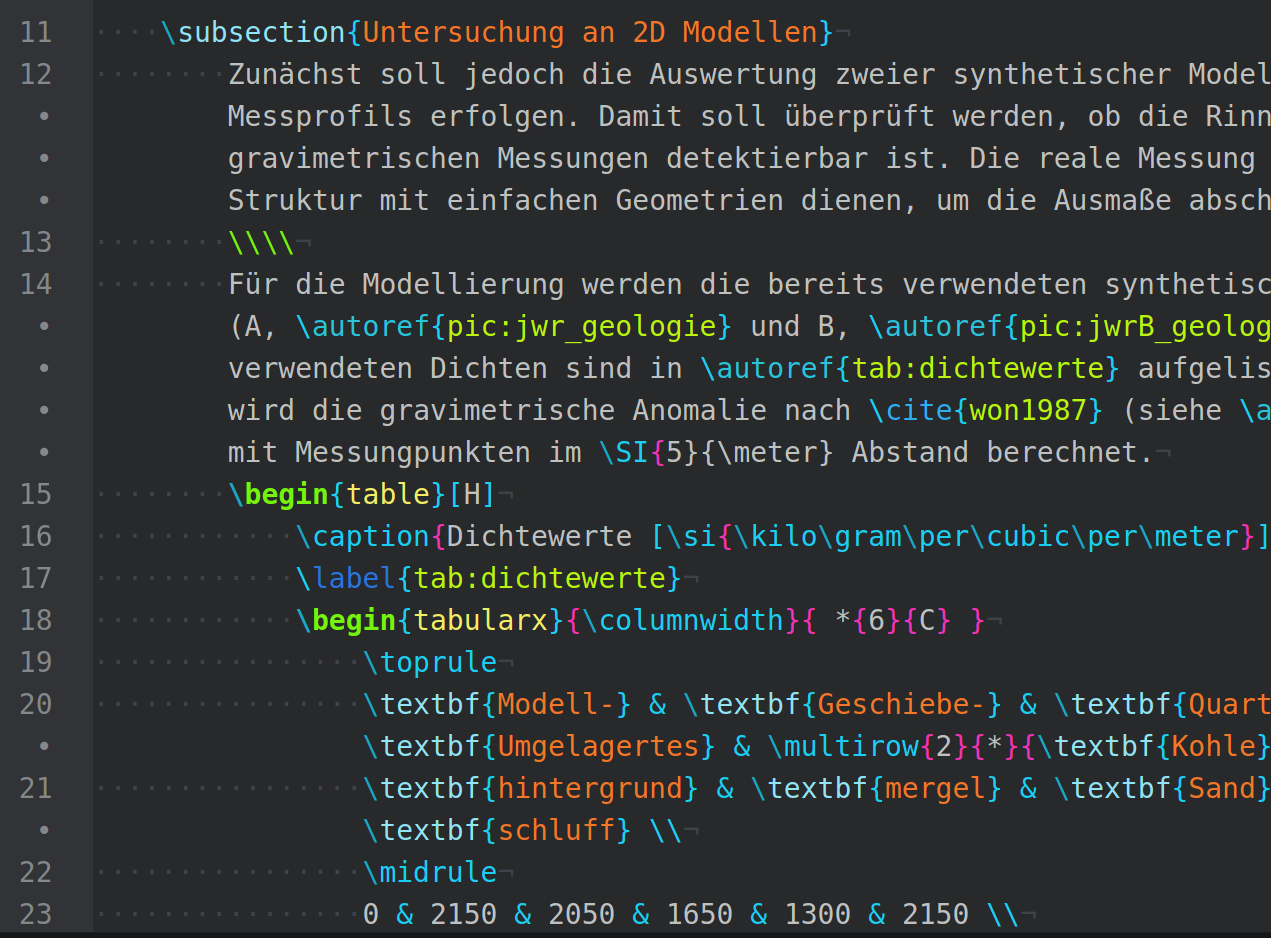 11 \subsection{Untersuchung an 2D Modellen}¬
12 Zunächst soll jedoch die Auswertung zweier synthetischer Model
• Messprofils erfolgen. Damit soll überprüft werden, ob die Rinn
• gravimetrischen Messungen detektierbar ist. Die reale Messung
• Struktur mit einfachen Geometrien dienen, um die Ausmaße absch
13 \\\\¬
14 Für die Modellierung werden die bereits verwendeten synthetisc
• (A, \autoref{pic:jwr_geologie} und B, \autoref{pic:jwrB_geolog
• verwendeten Dichten sind in \autoref{tab:dichtewerte} aufgelis
• wird die gravimetrische Anomalie nach \cite{won1987} (siehe \a
• mit Messungpunkten im \SI{5}{\meter} Abstand berechnet.¬
15 \begin{table}[H]¬
16 \caption{Dichtewerte [\si{\kilo\gram\per\cubic\per\meter}]
17 \label{tab:dichtewerte}¬
18 \begin{tabularx}{\columnwidth}{ *{6}{C} }¬
19 \toprule¬
20 \textbf{Modell-} & \textbf{Geschiebe-} & \textbf{Quart
• \textbf{Umgelagertes} & \multirow{2}{*}{\textbf{Kohle}
21 \textbf{hintergrund} & \textbf{mergel} & \textbf{Sand}
• \textbf{schluff} \\¬
22 \midrule¬
23 0 & 2150 & 2050 & 1650 & 1300 & 2150 \\¬